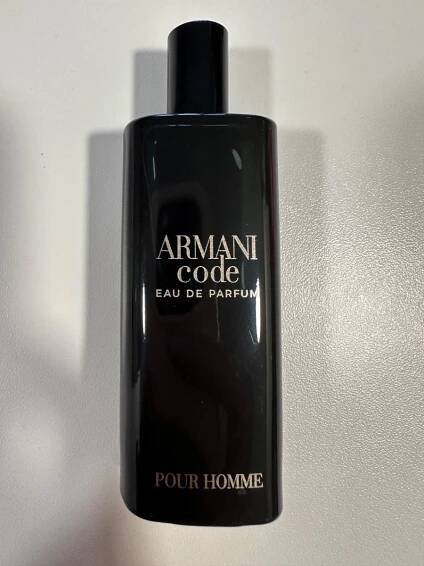 ARMANI
code
EAU DE PARFUM
POUR HOMME